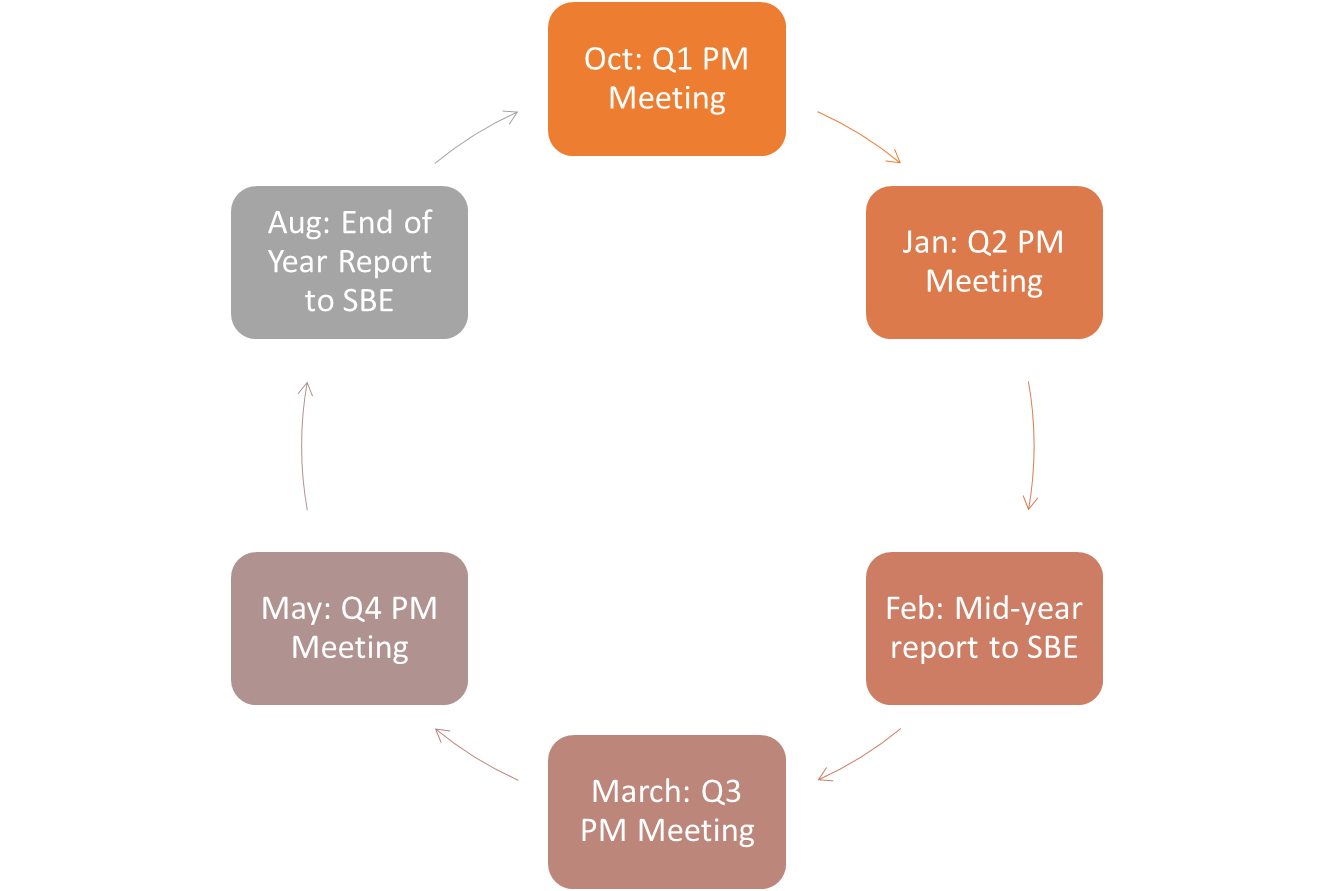 Oct: Q1 PM
Meeting
Jan: Q2 PM
Meeting
Feb: Mid-year
report to SBE
March: Q3
PM Meeting
May: Q4 PM
Meeting
Aug: End of
Year Report
to SBE